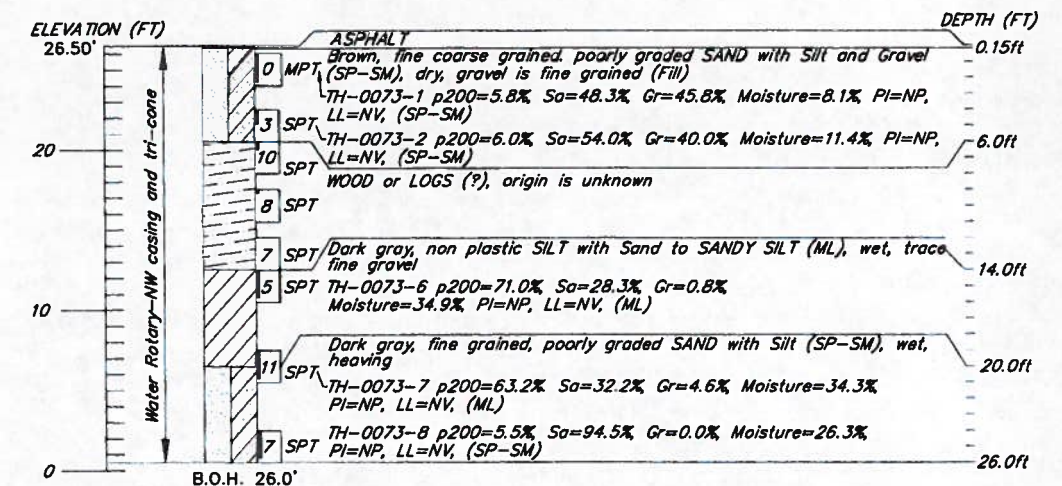 ELEVATION (FT)
DEPTH (FT)
26.50'
ASPHALT
0.15ft
Brown, fine coarse grained, poorly graded SAND with Silt and Gravel
(SP-SM), dry, gravel is fine grained (Fill)
0 MPT
TH-0073-1 p200=5.8% Sa=48.3% Gr=45.8% Moisture=8.1% PI=NP,
LL=NV, (SP-SM)
3 SPT
TH-0073-2 p200=6.0% Sa=54.0% Gr=40.0% Moisture=11.4% PI=NP,
LL=NV, (SP-SM)
6.0ft
20
10 SPT
WOOD or LOGS (?), origin is unknown
8 SPT
Water Rotary-NW casing and tri-cone
7 SPT
Dark gray, non plastic SILT with Sand to SANDY SILT (ML), wet, trace
fine gravel
14.0ft
5 SPT
TH-0073-6 p200=71.0% Sa=28.3% Gr=0.8%
Moisture=34.9% PI=NP, LL=NV, (ML)
10
Dark gray, fine grained, poorly graded SAND with Silt (SP-SM), wet,
heaving
20.0ft
11 SPT
TH-0073-7 p200=63.2% Sa=32.2% Gr=4.6% Moisture=34.3%
PI=NP, LL=NV, (ML)
7 SPT
TH-0073-8 p200=5.5% Sa=94.5% Gr=0.0% Moisture=26.3%
PI=NP, LL=NV, (SP-SM)
26.0ft
0
B.O.H. 26.0'